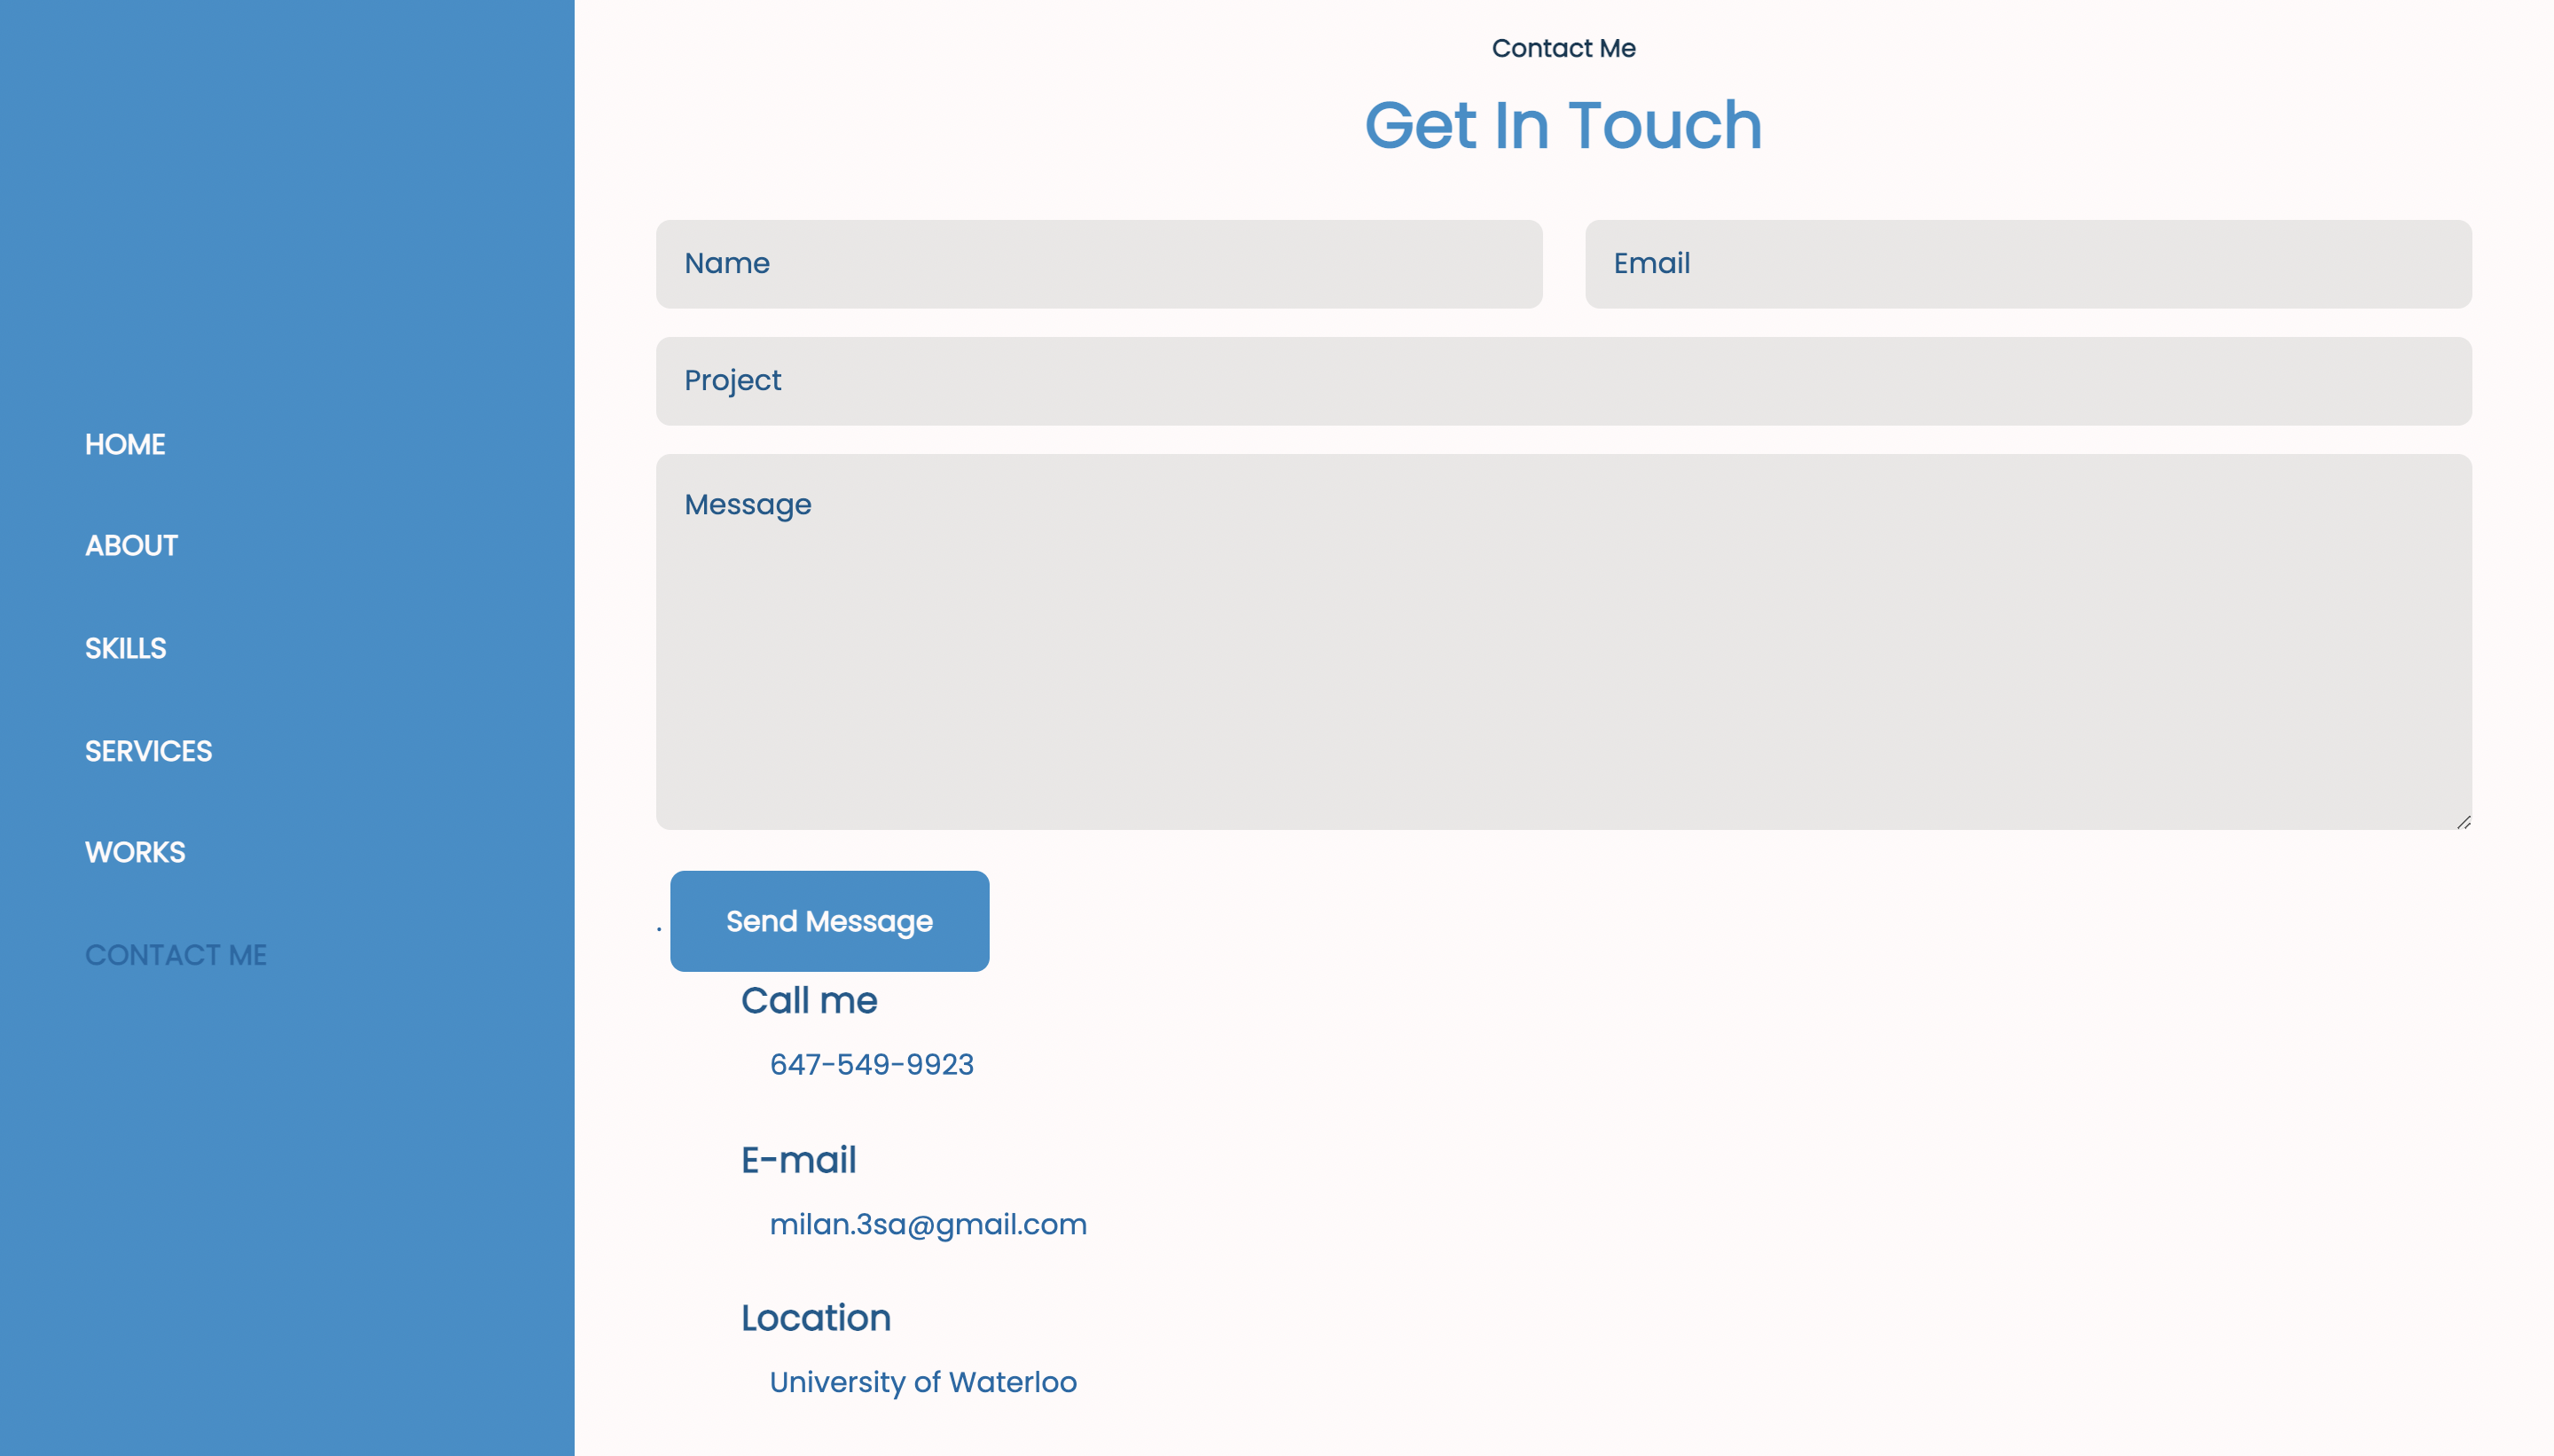 HOME
ABOUT
SKILLS
SERVICES
WORKS
CONTACT ME
Contact Me
Get In Touch
Name
Email
Project
Message
. Send Message
Call me
647-549-9923
E-mail
milan.3sa@gmail.com
Location
University of Waterloo